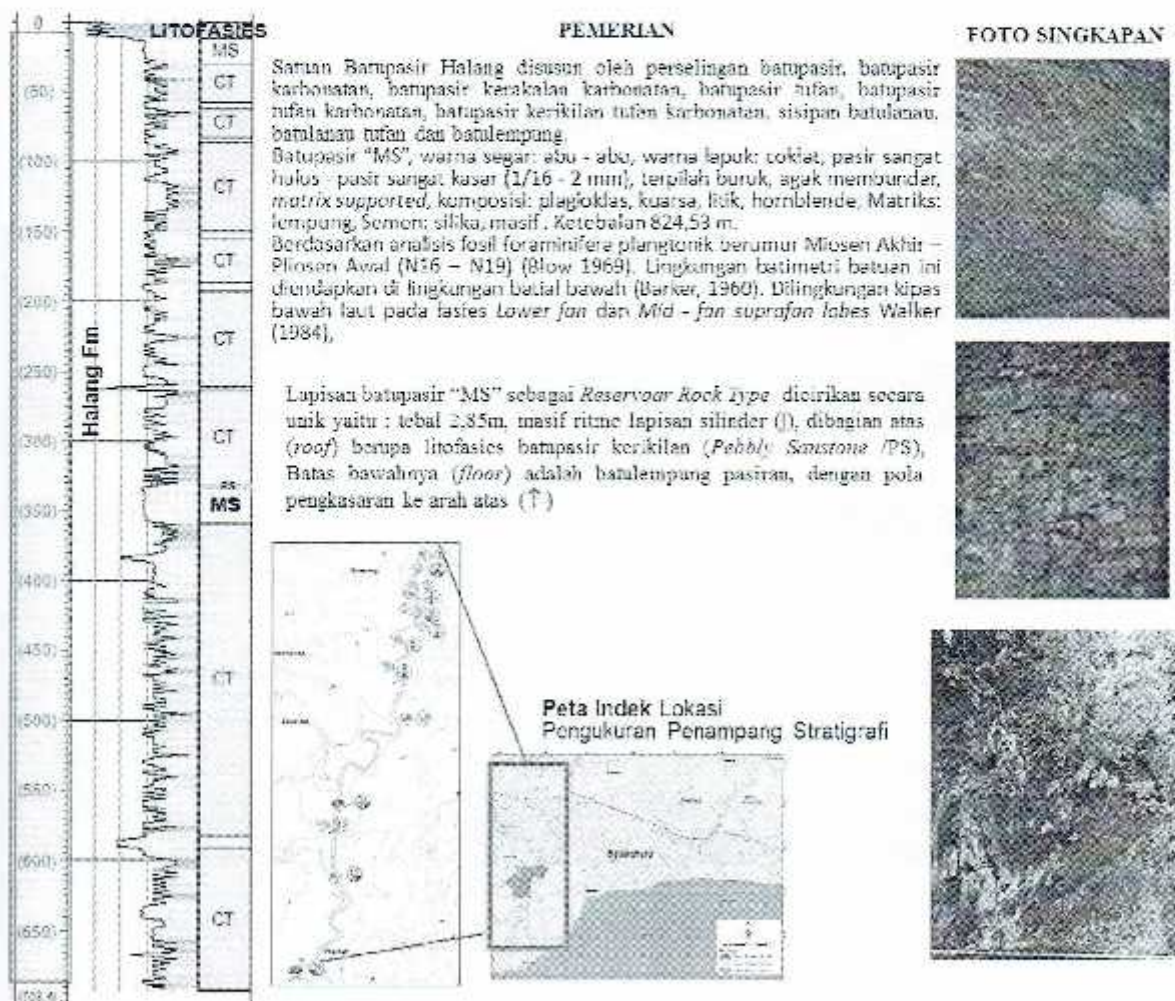 0
LITOFASIES
PEMERIAN
FOTO SINGKAPAN
MS
CT
CT
CT
CT
CT
CT
MS
CT
CT
(50)
(100)
(150)
(200)
(250)
(300)
(350)
(400)
(450)
(500)
(550)
(600)
(650)
Halang Fm
Satuan Batupasir Halang disusun oleh perselingan batupasir, batupasir
karbonatan, batupasir kerakalan karbonatan, batupasir tufan, batupasir
tufan karbonatan, batupasir kerikilan tufan karbonatan, sisipan batulanau,
batulanau tufan dan batulempung
Batupasir "MS", warna segar: abu - abu, warna lapuk: coklat, pasir sangat
halus - pasir sangat kasar (1/16 - 2 mm), terpilah buruk, agak membundar,
matrix supported, komposisi: plagioklas, kuarsa, litik, hornblende, Matriks:
lempung, Semen: silika, masif . Ketebalan 824,53 m.
Berdasarkan analisis fosil foraminifera plangtonik berumur Miosen Akhir –
Pliosen Awal (N16 – N19) (Blow 1969). Lingkungan batimetri batuan ini
diendapkan di lingkungan batial bawah (Barker, 1960). Dilingkungan kipas
bawah laut pada fasies Lower fan dan Mid - fan suprafan lobes Walker
(1984),
Lapisan batupasir "MS" sebagai Reservoar Rock Type dicirikan secara
unik yaitu : tebal 2,85m, masif ritme lapisan silinder (|), dibagian atas
(roof) berupa litofasies batupasir kerikilan (Pebbly Sanstone /PS),
Batas bawahnya (floor) adalah batulempung pasiran, dengan pola
pengkasaran ke arah atas (↑)
Peta Indek Lokasi
Pengukuran Penampang Stratigrafi